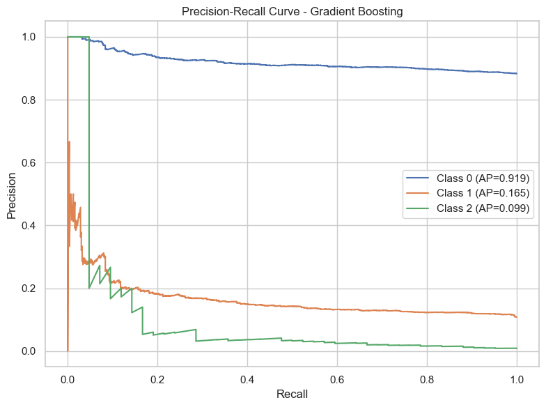 Precision-Recall Curve - Gradient Boosting
1.0
0.8
0.6
0.4
0.2
0.0
Precision
Class 0 (AP=0.919)
Class 1 (AP=0.165)
Class 2 (AP=0.099)
0.0 0.2 0.4 0.6 0.8 1.0
Recall